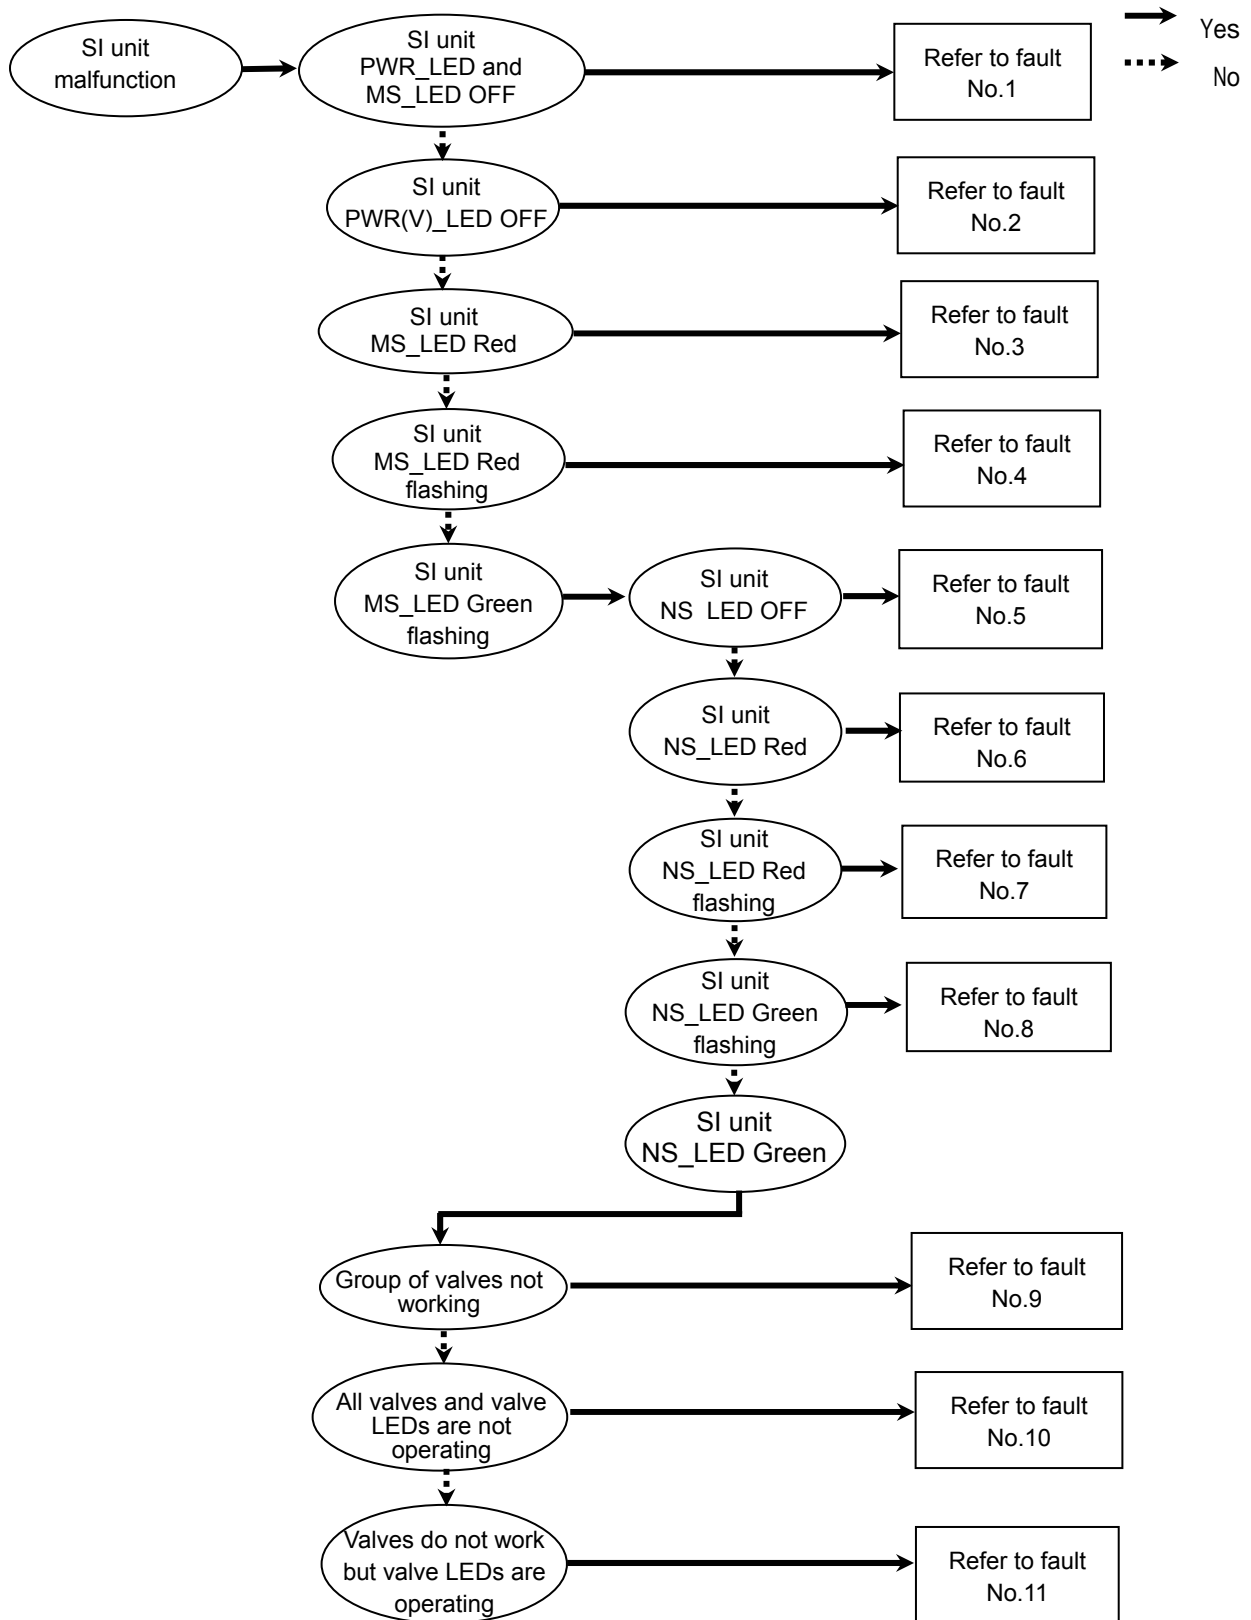 SI unit
malfunction
SI unit
PWR_LED and
MS_LED OFF
Refer to fault
No.1
Yes
No
SI unit
PWR(V)_LED OFF
Refer to fault
No.2
SI unit
MS_LED Red
Refer to fault
No.3
SI unit
MS_LED Red
flashing
Refer to fault
No.4
SI unit
MS_LED Green
flashing
SI unit
NS LED OFF
Refer to fault
No.5
SI unit
NS_LED Red
Refer to fault
No.6
SI unit
NS_LED Red
flashing
Refer to fault
No.7
SI unit
NS_LED Green
flashing
Refer to fault
No.8
SI unit
NS_LED Green
Group of valves not
working
Refer to fault
No.9
All valves and valve
LEDs are not
operating
Refer to fault
No.10
Valves do not work
but valve LEDs are
operating
Refer to fault
No.11